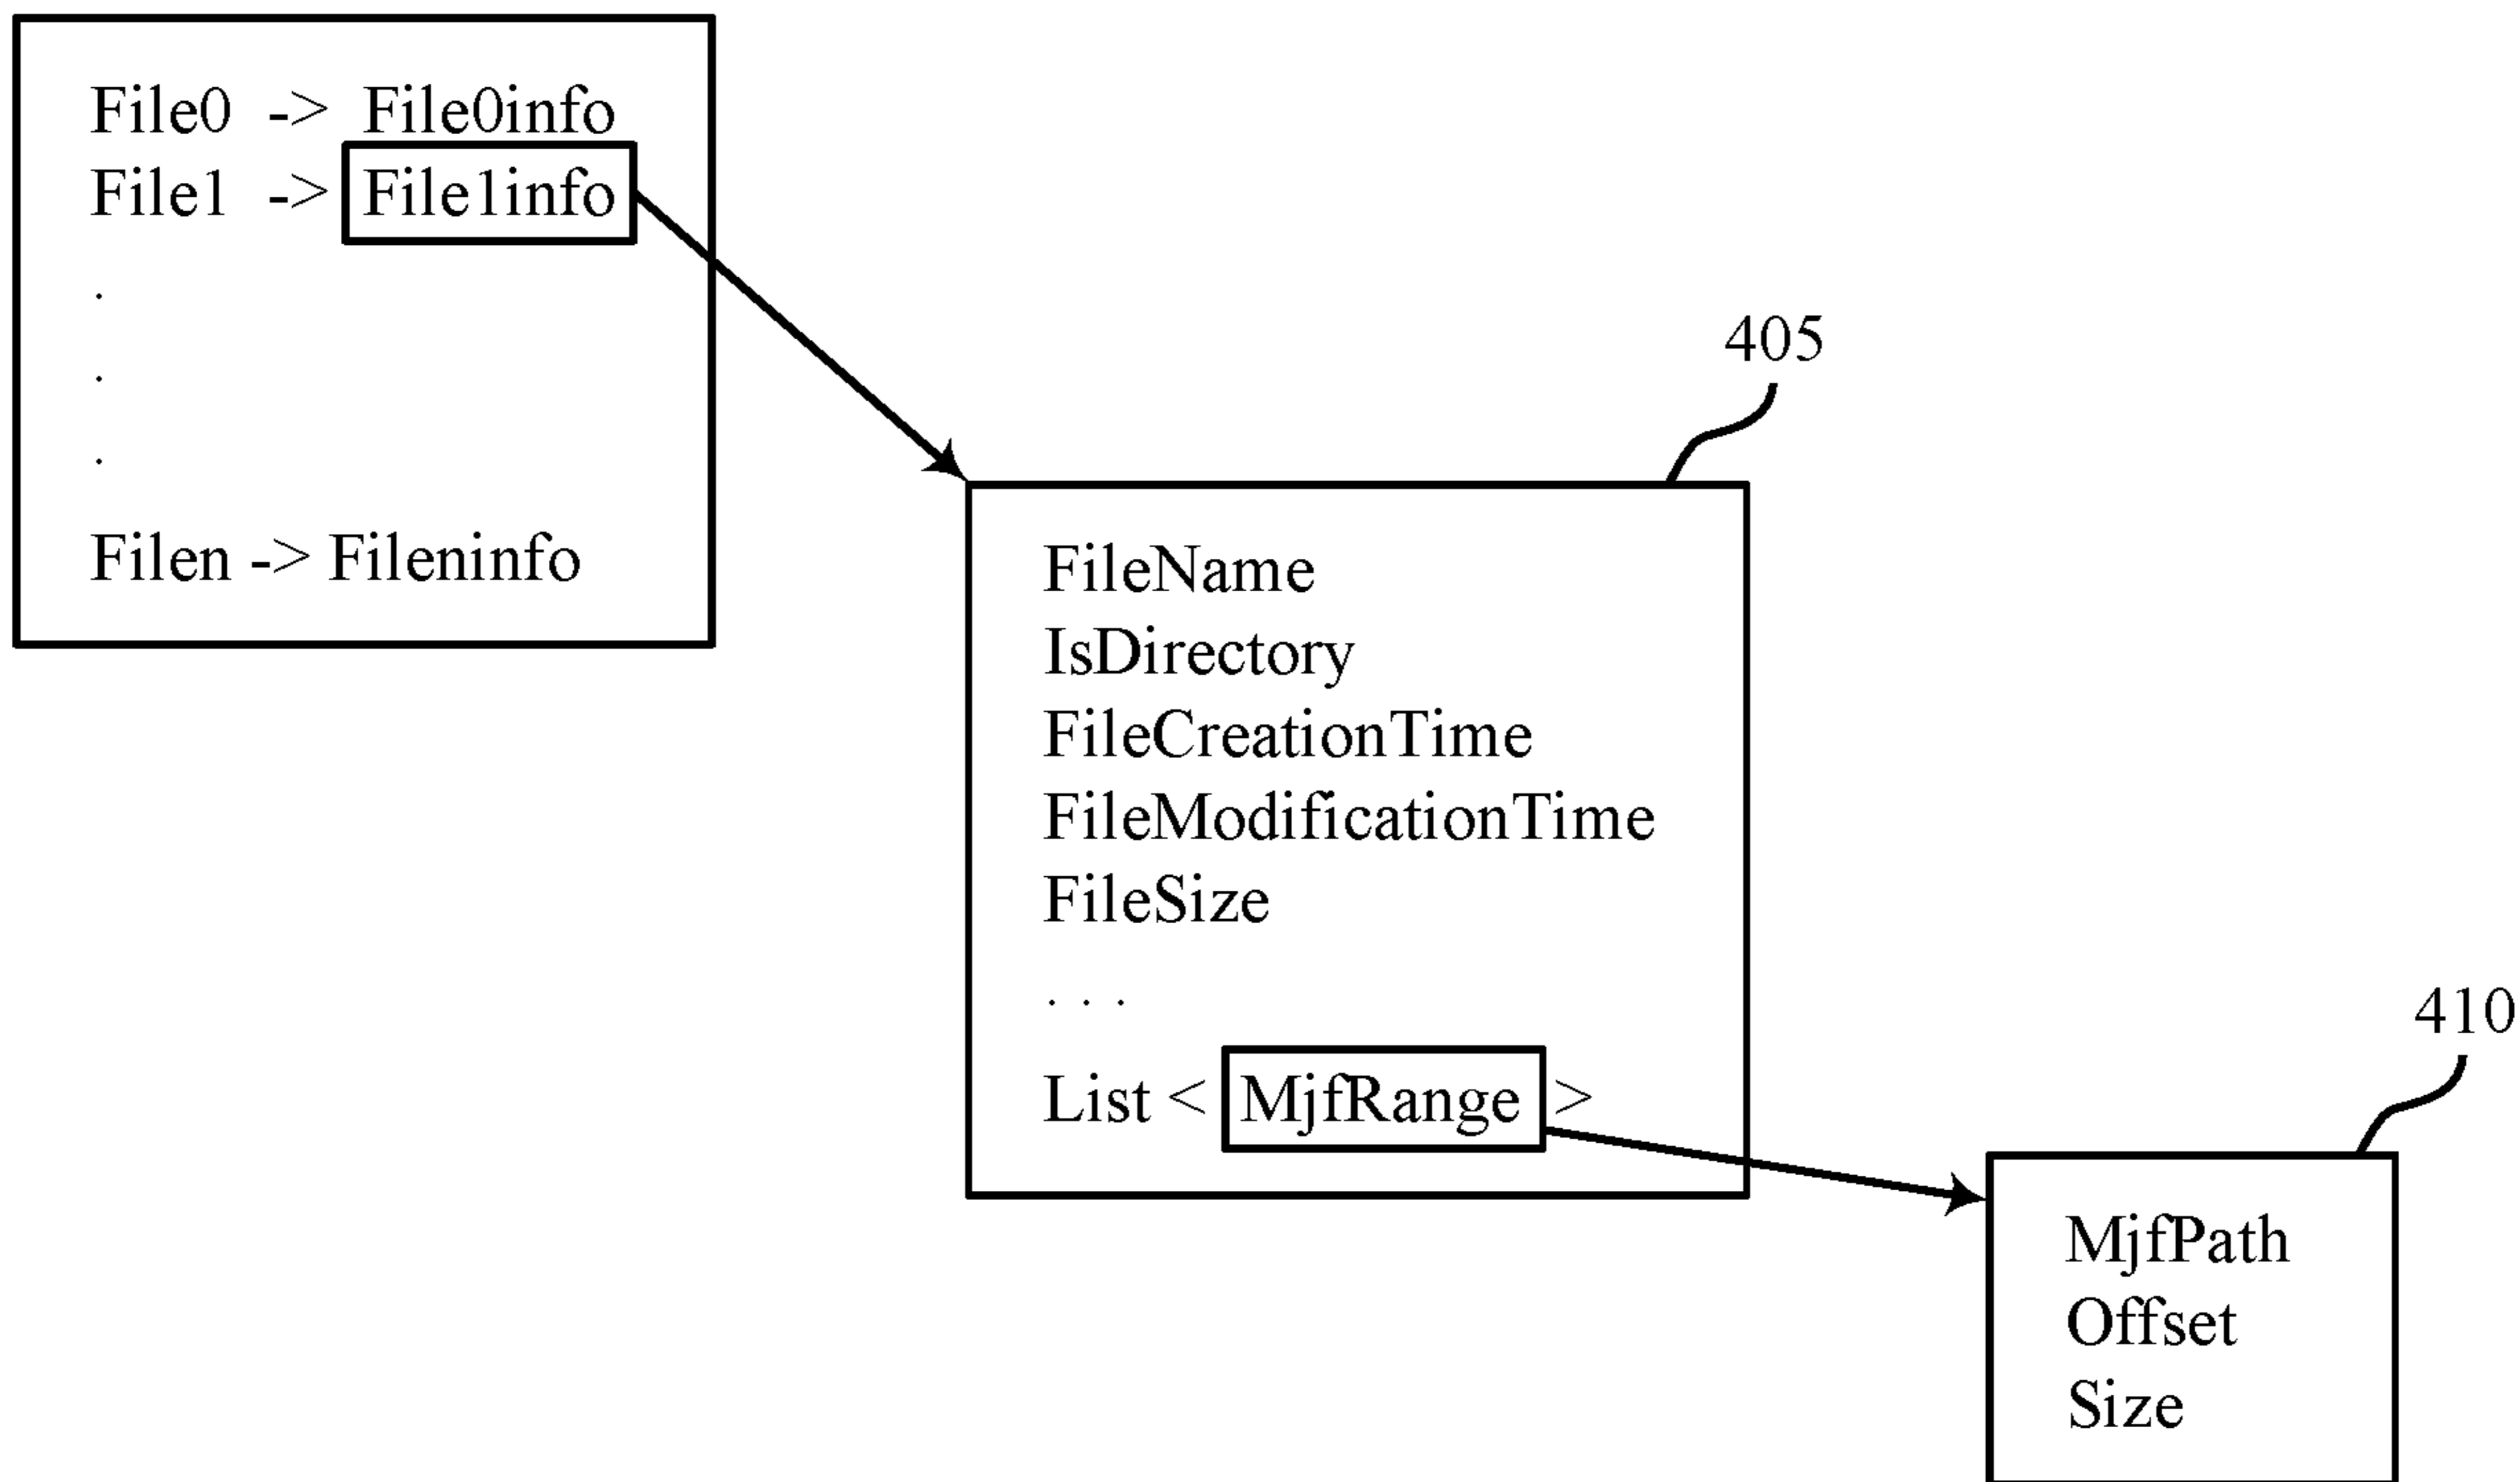 File0 -> File0info
File1 -> File1info
.
.
.
Filen -> Fileninfo
405
FileName
IsDirectory
FileCreationTime
FileModificationTime
FileSize
. . .
List < MjfRange >
410
MjfPath
Offset
Size